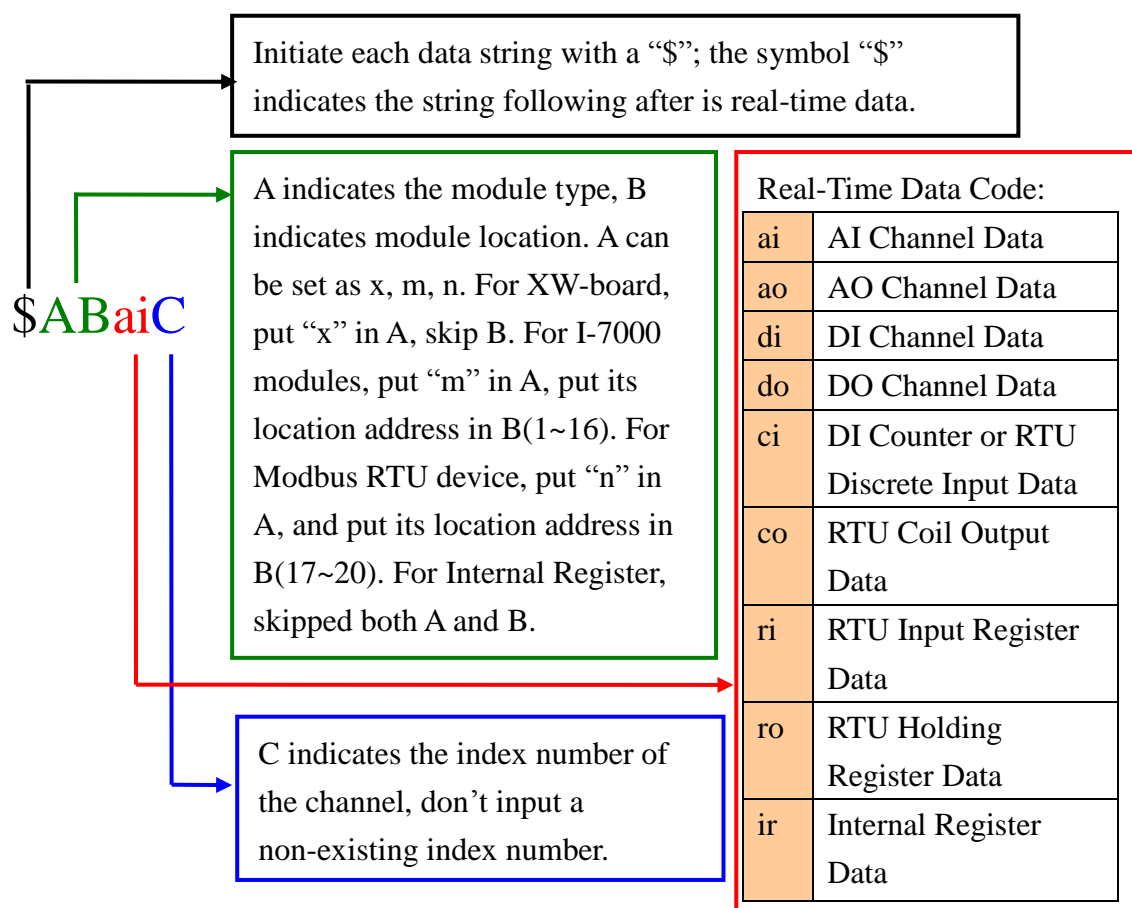 Initiate each data string with a “$”; the symbol “$”
indicates the string following after is real-time data.
$ABaiC
A indicates the module type, B
indicates module location. A can
be set as x, m, n. For XW-board,
put “x” in A, skip B. For I-7000
modules, put “m” in A, put its
location address in B(1~16). For
Modbus RTU device, put “n” in
A, and put its location address in
B(17~20). For Internal Register,
skipped both A and B.
C indicates the index number of
the channel, don’t input a
non-existing index number.
Real-Time Data Code:
ai AI Channel Data
ao AO Channel Data
di DI Channel Data
do DO Channel Data
ci DI Counter or RTU
Discrete Input Data
co RTU Coil Output
Data
ri RTU Input Register
Data
ro RTU Holding
Register Data
ir Internal Register
Data